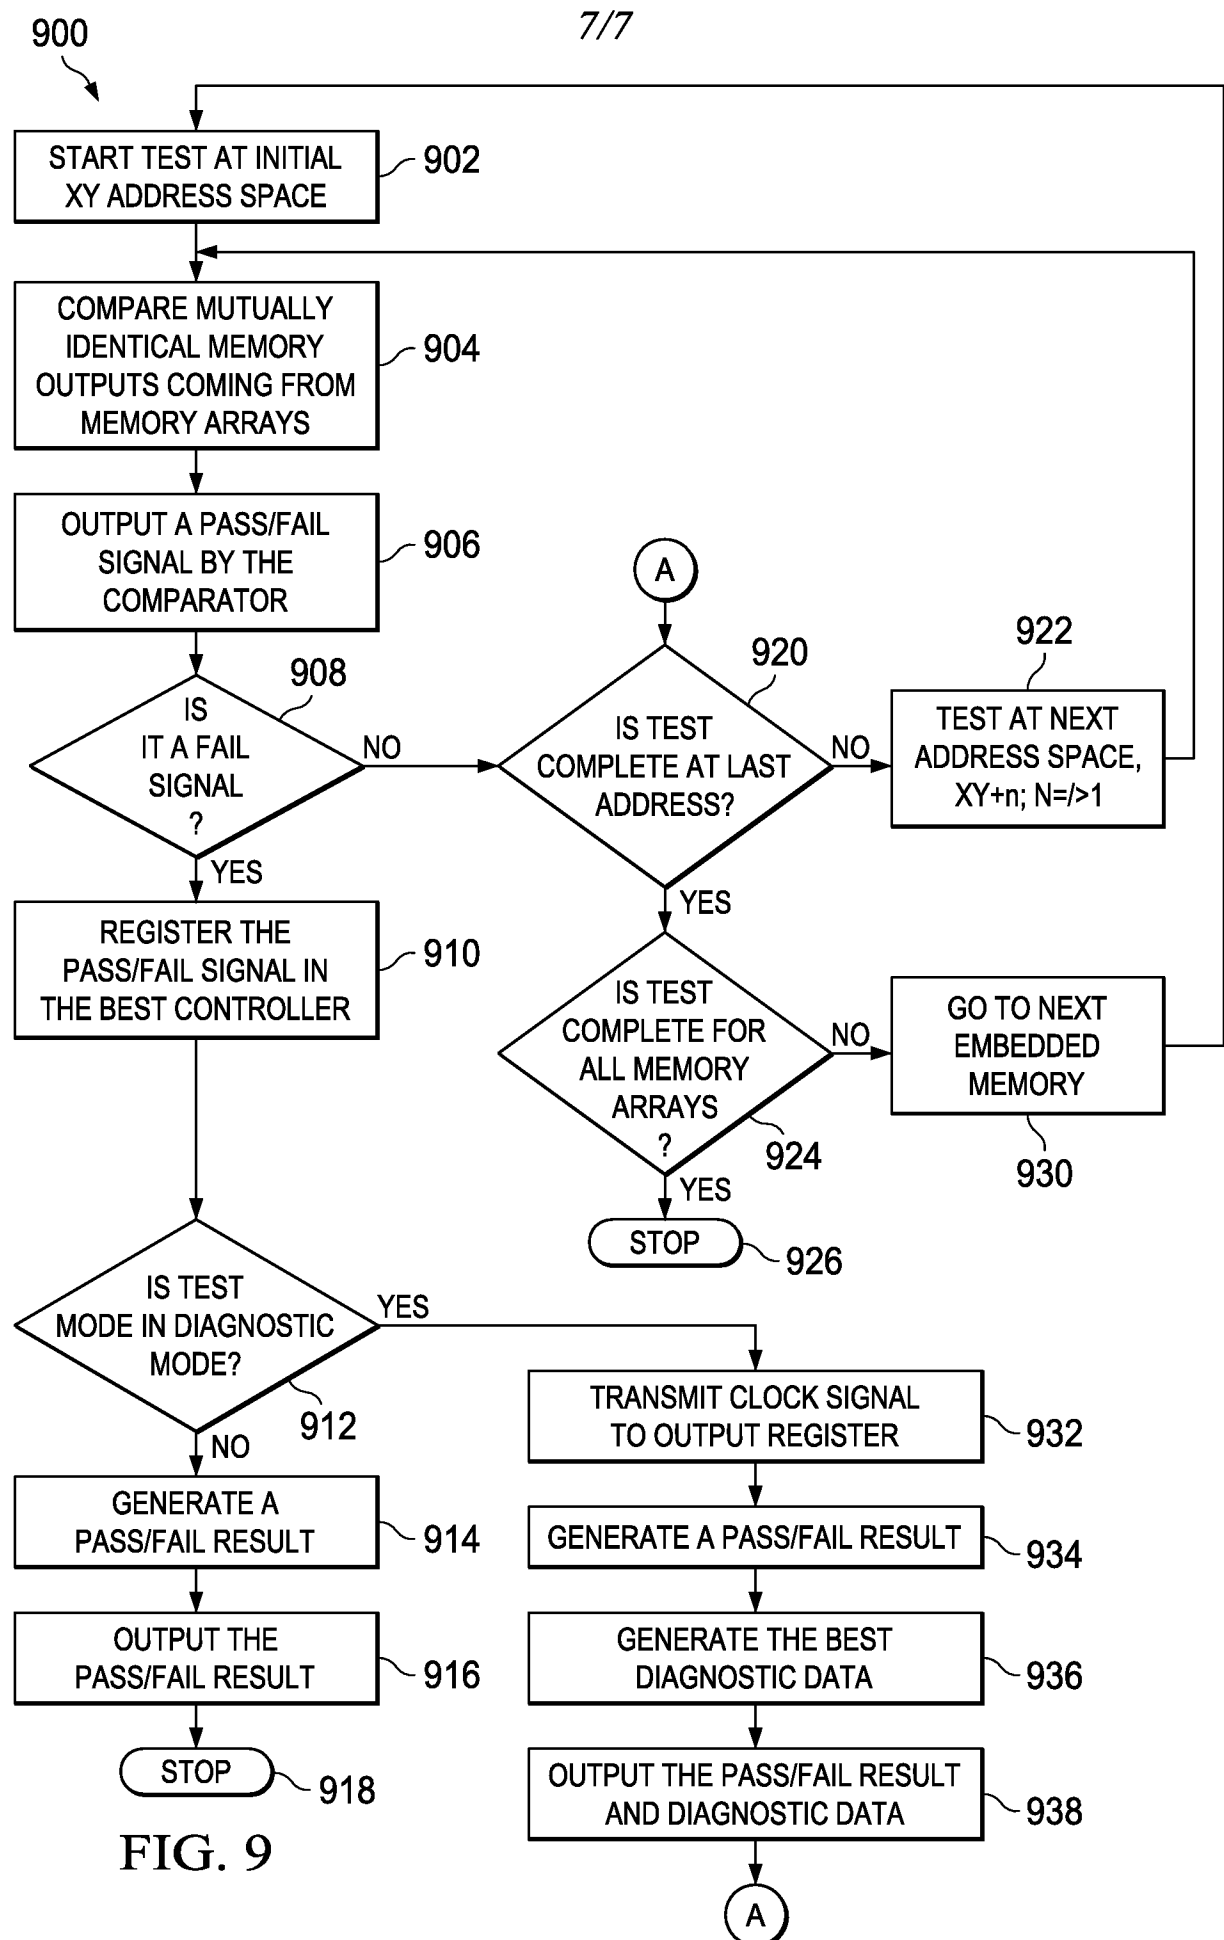 7/7
900
START TEST AT INITIAL
XY ADDRESS SPACE
902
COMPARE MUTUALLY
IDENTICAL MEMORY
OUTPUTS COMING FROM
MEMORY ARRAYS
904
OUTPUT A PASS/FAIL
SIGNAL BY THE
COMPARATOR
906
IS
IT A FAIL
SIGNAL
?
908
NO
YES
REGISTER THE
PASS/FAIL SIGNAL IN
THE BEST CONTROLLER
910
IS TEST
MODE IN DIAGNOSTIC
MODE?
912
YES
NO
GENERATE A
PASS/FAIL RESULT
914
OUTPUT THE
PASS/FAIL RESULT
916
STOP
918
A
IS TEST
COMPLETE AT LAST
ADDRESS?
920
NO
YES
TEST AT NEXT
ADDRESS SPACE,
XY+n; N=/>1
922
IS TEST
COMPLETE FOR
ALL MEMORY
ARRAYS
?
924
NO
YES
GO TO NEXT
EMBEDDED
MEMORY
930
STOP
926
TRANSMIT CLOCK SIGNAL
TO OUTPUT REGISTER
932
GENERATE A PASS/FAIL RESULT
934
GENERATE THE BEST
DIAGNOSTIC DATA
936
OUTPUT THE PASS/FAIL RESULT
AND DIAGNOSTIC DATA
938
A
FIG. 9